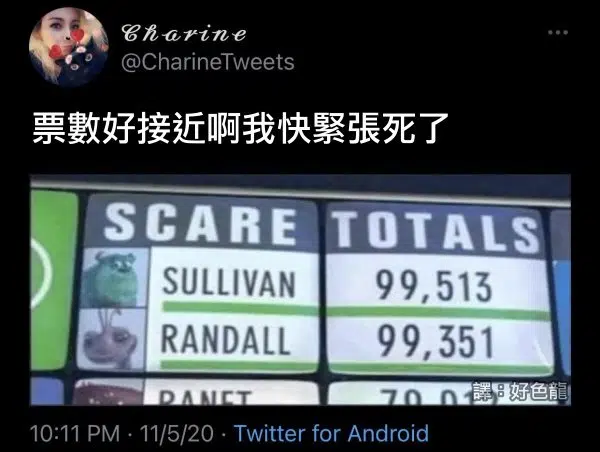 𝓒𝓱𝓪𝓻𝓲𝓷𝓮
@CharineTweets
票數好接近啊我快緊張死了
SCARE TOTALS
SULLIVAN 99,513
RANDALL 99,351
RANFT
譯：好色龍
10:11 PM · 11/5/20 · Twitter for Android